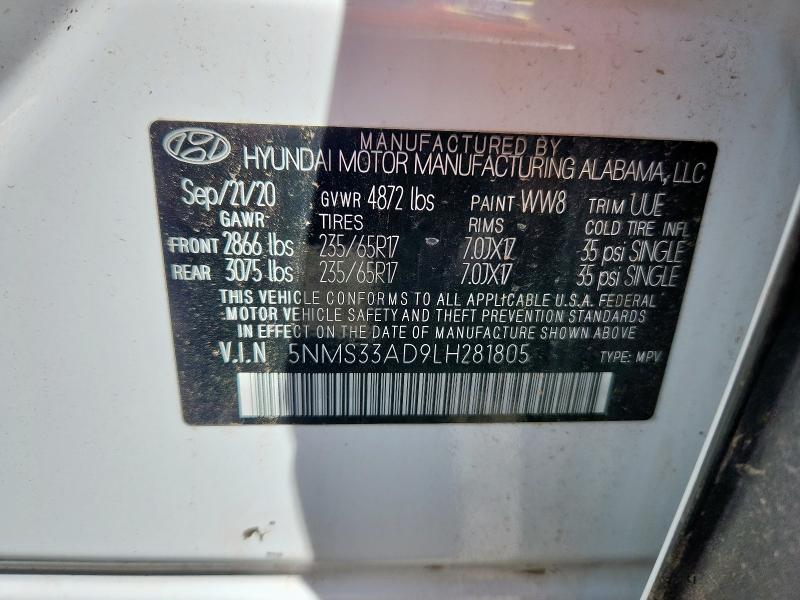 MANUFACTURED BY
HYUNDAI MOTOR MANUFACTURING ALABAMA, LLC
Sep/21/20 GVWR 4872 lbs PAINT WW8 TRIM UUE
GAWR TIRES RIMS COLD TIRE INFL
FRONT 2866 lbs 235/65R17 7.0JX17 35 psi SINGLE
REAR 3075 lbs 235/65R17 7.0JX17 35 psi SINGLE
THIS VEHICLE CONFORMS TO ALL APPLICABLE U.S.A. FEDERAL
MOTOR VEHICLE SAFETY AND THEFT PREVENTION STANDARDS
IN EFFECT ON THE DATE OF MANUFACTURE SHOWN ABOVE
V.I.N 5NMS33AD9LH281805 TYPE: MPV